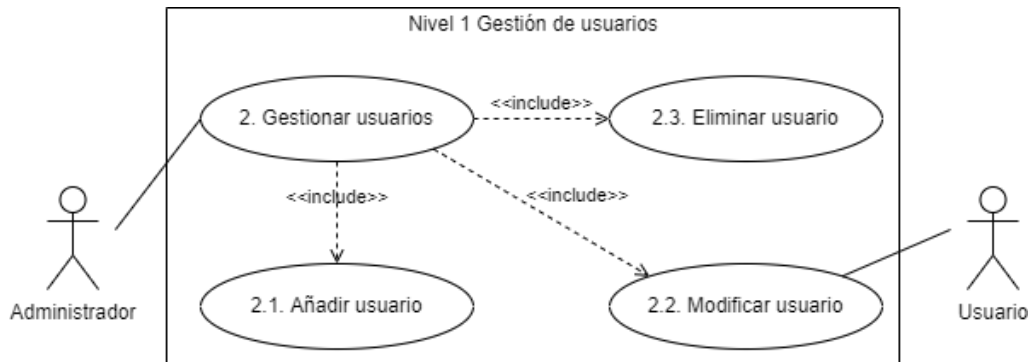 Nivel 1 Gestión de usuarios
2. Gestionar usuarios
<<include>>
2.3. Eliminar usuario
<<include>>
<<include>>
Administrador
2.1. Añadir usuario
2.2. Modificar usuario
Usuario